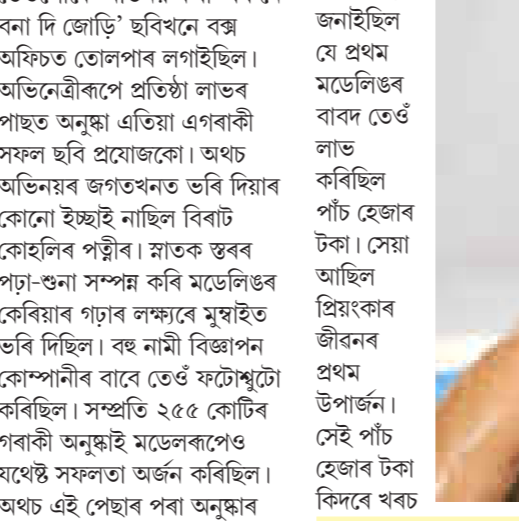 বনা দি জোড়ি’ ছবিখনে বক্স
অফিচত তোলপাৰ লগাইছিল।
অভিনেত্ৰীৰূপে প্ৰতিষ্ঠা লাভৰ
পাছত অনুষ্কা এতিয়া এগৰাকী
সফল ছবি প্ৰযোজকো। অথচ
অভিনয়ৰ জগতখনত ভৰি দিয়াৰ
কোনো ইচ্ছাই নাছিল বিৰাট
কোহলিৰ পত্নীৰ। স্নাতক স্তৰৰ
পঢ়া-শুনা সম্পন্ন কৰি মডেলিঙৰ
কেৰিয়াৰ গঢ়াৰ লক্ষ্যৰে মুম্বাইত
ভৰি দিছিল। বহু নামী বিজ্ঞাপন
কোম্পানীৰ বাবে তেওঁ ফটোশ্বুটো
কৰিছিল। সম্প্ৰতি ২৫৫ কোটিৰ
গৰাকী অনুষ্কাই মডেলৰূপেও
যথেষ্ট সফলতা অৰ্জন কৰিছিল।
অথচ এই পেছাৰ পৰা অনুষ্কাৰ
জনাইছিল
যে প্ৰথম
মডেলিঙৰ
বাবদ তেওঁ
লাভ
কৰিছিল
পাঁচ হেজাৰ
টকা। সেয়া
আছিল
প্ৰিয়ংকাৰ
জীৱনৰ
প্ৰথম
উপাৰ্জন।
সেই পাঁচ
হেজাৰ টকা
কিদৰে খৰচ